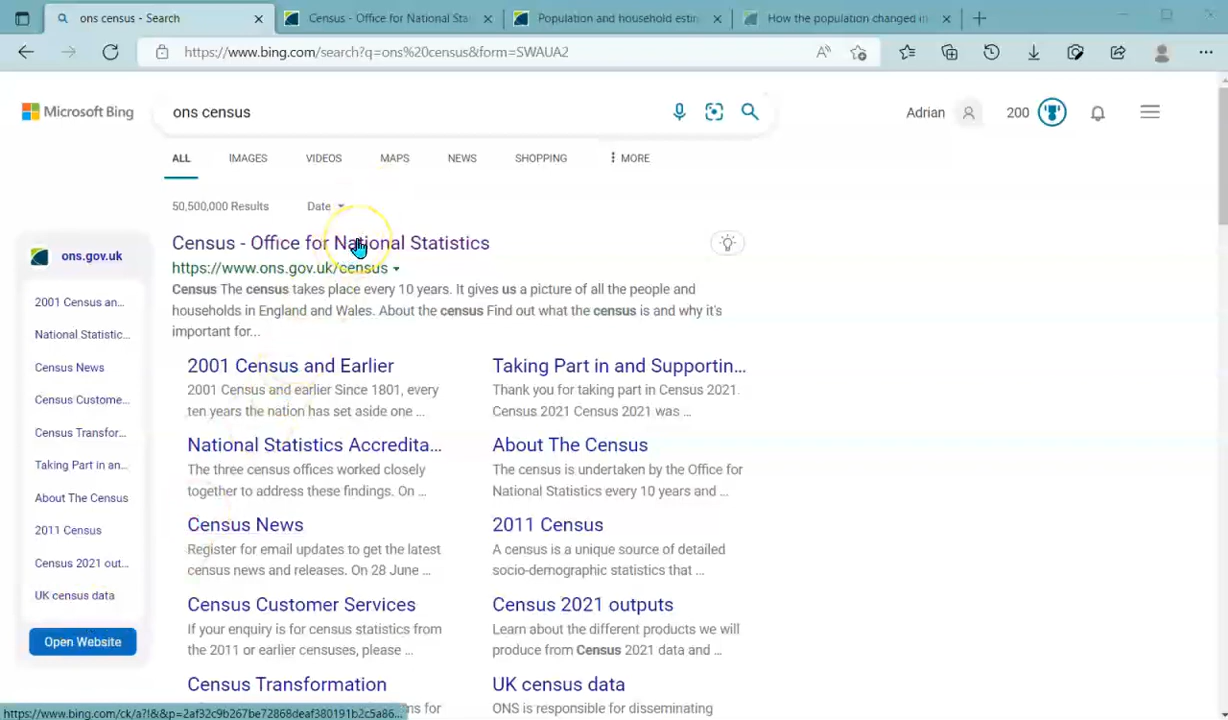 ons census - Search
Census - Office for National Sta
Population and household estim
How the population changed in
https://www.bing.com/search?q=ons%20census&form=SWAUA2
Microsoft Bing
ons census
Adrian
200
ALL
IMAGES
VIDEOS
MAPS
NEWS
SHOPPING
MORE
50,500,000 Results
Date
ons.gov.uk
2001 Census an...
National Statistic...
Census News
Census Custome...
Census Transfor...
Taking Part in an...
About The Census
2011 Census
Census 2021 out...
UK census data
Open Website
Census - Office for National Statistics
https://www.ons.gov.uk/census
Census The census takes place every 10 years. It gives us a picture of all the people and
households in England and Wales. About the census Find out what the census is and why it's
important for...
2001 Census and Earlier
2001 Census and earlier Since 1801, every
ten years the nation has set aside one ...
Taking Part in and Supportin...
Thank you for taking part in Census 2021.
Census 2021 Census 2021 was ...
National Statistics Accredita...
The three census offices worked closely
together to address these findings. On ...
About The Census
The census is undertaken by the Office for
National Statistics every 10 years and ...
Census News
Register for email updates to get the latest
census news and releases. On 28 June ...
2011 Census
A census is a unique source of detailed
socio-demographic statistics that ...
Census Customer Services
If your enquiry is for census statistics from
the 2011 or earlier censuses, please ...
Census 2021 outputs
Learn about the different products we will
produce from Census 2021 data and ...
Census Transformation
ms for
UK census data
ONS is responsible for disseminating
https://www.bing.com/ck/a?!&&p=2af32c9b267be72868deaf380191b2c5a86...